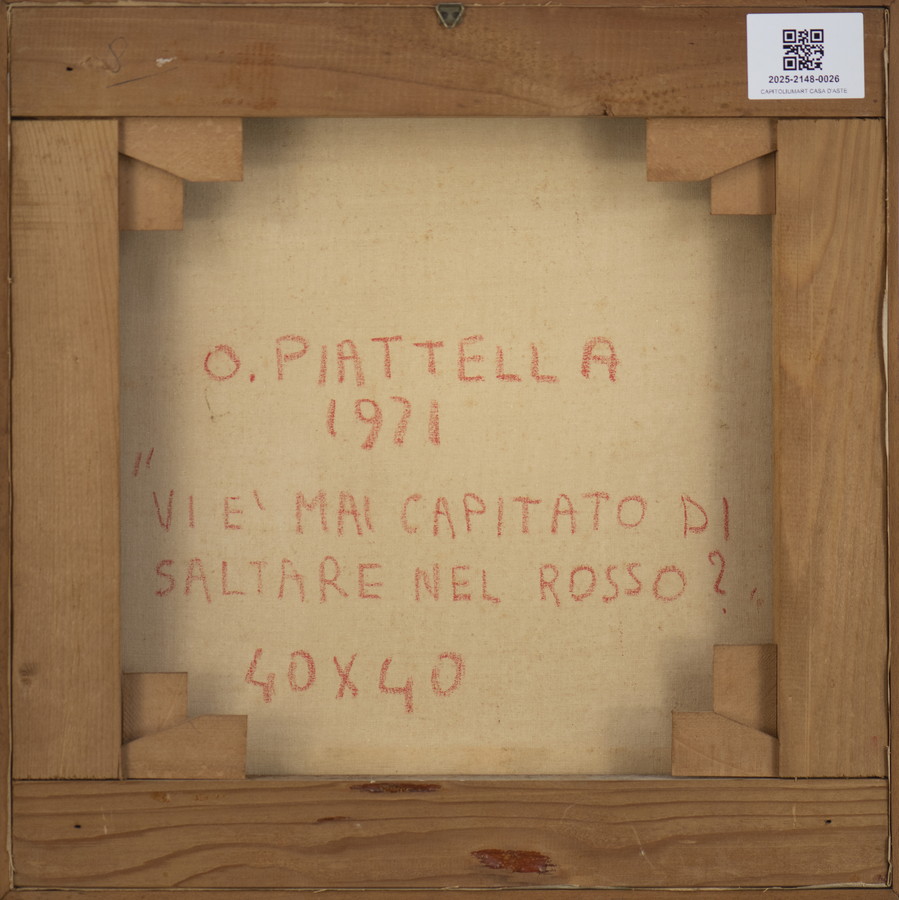 2025-2148-0026
CAPITOLIUMART CASA D'ASTE
O. PIATTELLA
1971
"VI E' MAI CAPITATO DI
SALTARE NEL ROSSO?"
40X40